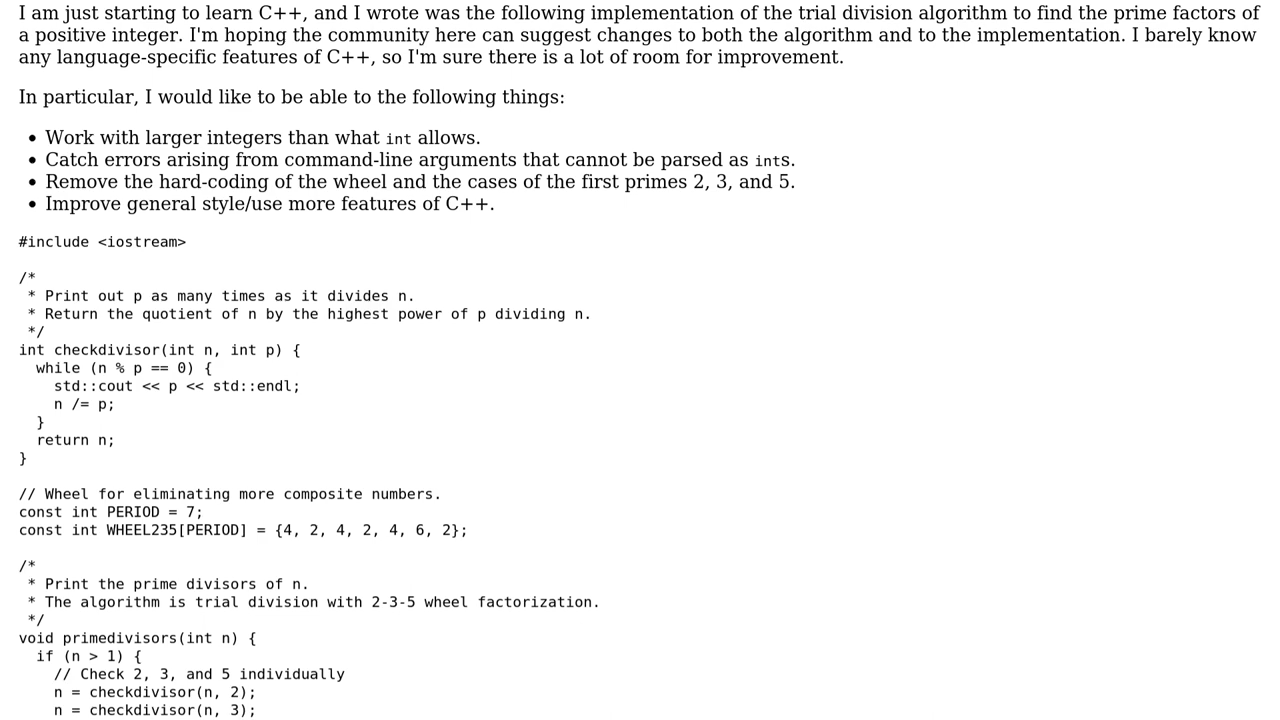 I am just starting to learn C++, and I wrote was the following implementation of the trial division algorithm to find the prime factors of
a positive integer. I'm hoping the community here can suggest changes to both the algorithm and to the implementation. I barely know
any language-specific features of C++, so I'm sure there is a lot of room for improvement.
In particular, I would like to be able to the following things:
• Work with larger integers than what int allows.
• Catch errors arising from command-line arguments that cannot be parsed as ints.
• Remove the hard-coding of the wheel and the cases of the first primes 2, 3, and 5.
• Improve general style/use more features of C++.
#include <iostream>
/*
 * Print out p as many times as it divides n.
 * Return the quotient of n by the highest power of p dividing n.
 */
int checkdivisor(int n, int p) {
  while (n % p == 0) {
    std::cout << p << std::endl;
    n /= p;
  }
  return n;
}
// Wheel for eliminating more composite numbers.
const int PERIOD = 7;
const int WHEEL235[PERIOD] = {4, 2, 4, 2, 4, 6, 2};
/*
 * Print the prime divisors of n.
 * The algorithm is trial division with 2-3-5 wheel factorization.
 */
void primedivisors(int n) {
  if (n > 1) {
    // Check 2, 3, and 5 individually
    n = checkdivisor(n, 2);
    n = checkdivisor(n, 3);